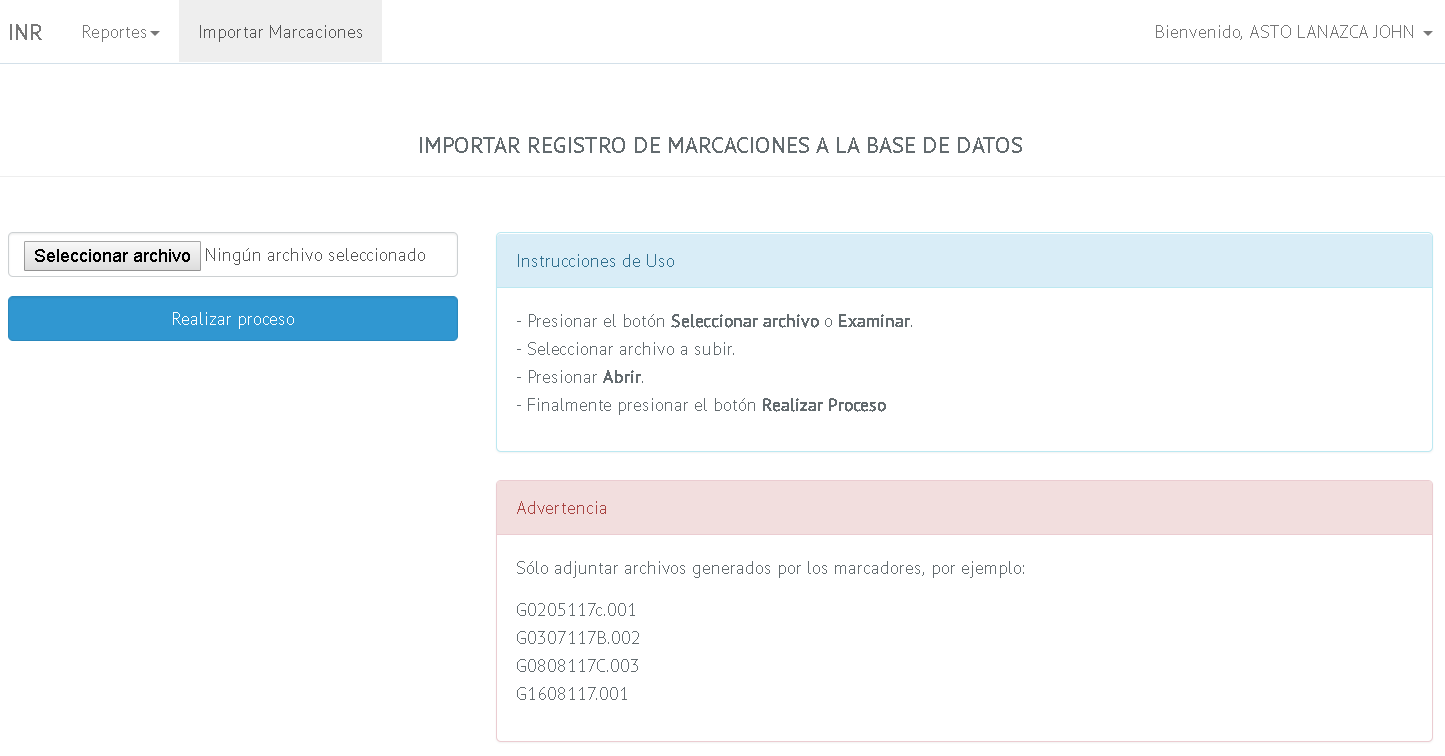 INR Reportes Importar Marcaciones Bienvenido, ASTO LANAZCA JOHN
IMPORTAR REGISTRO DE MARCACIONES A LA BASE DE DATOS
Seleccionar archivo Ningún archivo seleccionado
Realizar proceso
Instrucciones de Uso
- Presionar el botón Seleccionar archivo o Examinar.
- Seleccionar archivo a subir.
- Presionar Abrir.
- Finalmente presionar el botón Realizar Proceso
Advertencia
Sólo adjuntar archivos generados por los marcadores, por ejemplo:
G0205117c.001
G0307117B.002
G0808117C.003
G1608117.001